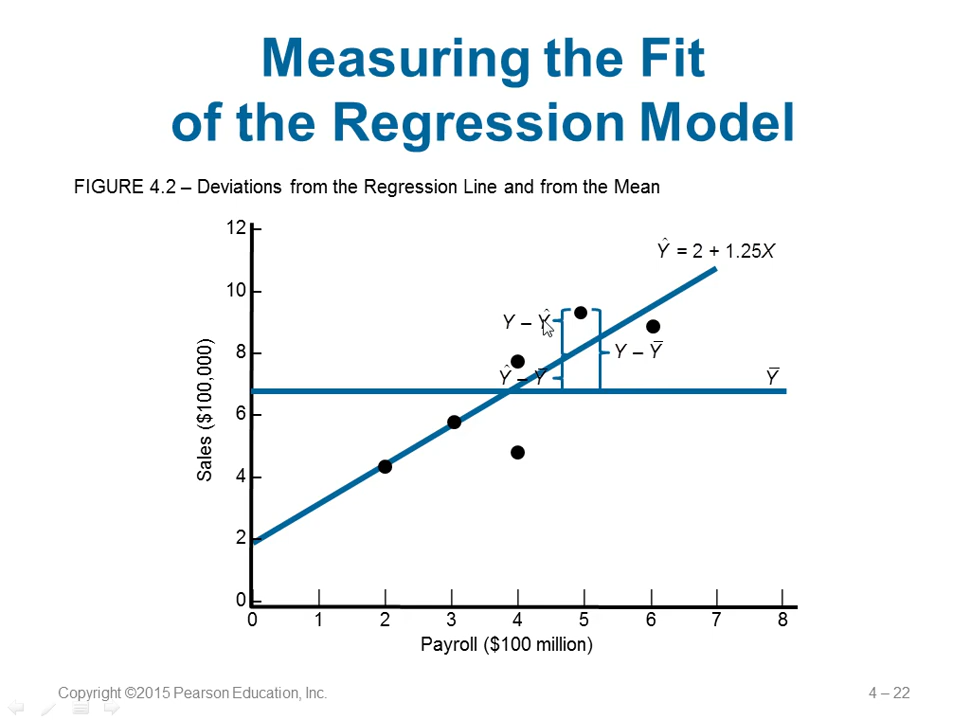 Measuring the Fit
of the Regression Model
FIGURE 4.2 – Deviations from the Regression Line and from the Mean
12
10
8
6
4
2
0
Sales ($100,000)
Ŷ = 2 + 1.25X
Y – Ŷ
Y – Y̅
Ŷ – Y̅
Y̅
0 1 2 3 4 5 6 7 8
Payroll ($100 million)
Copyright ©2015 Pearson Education, Inc.
4 – 22